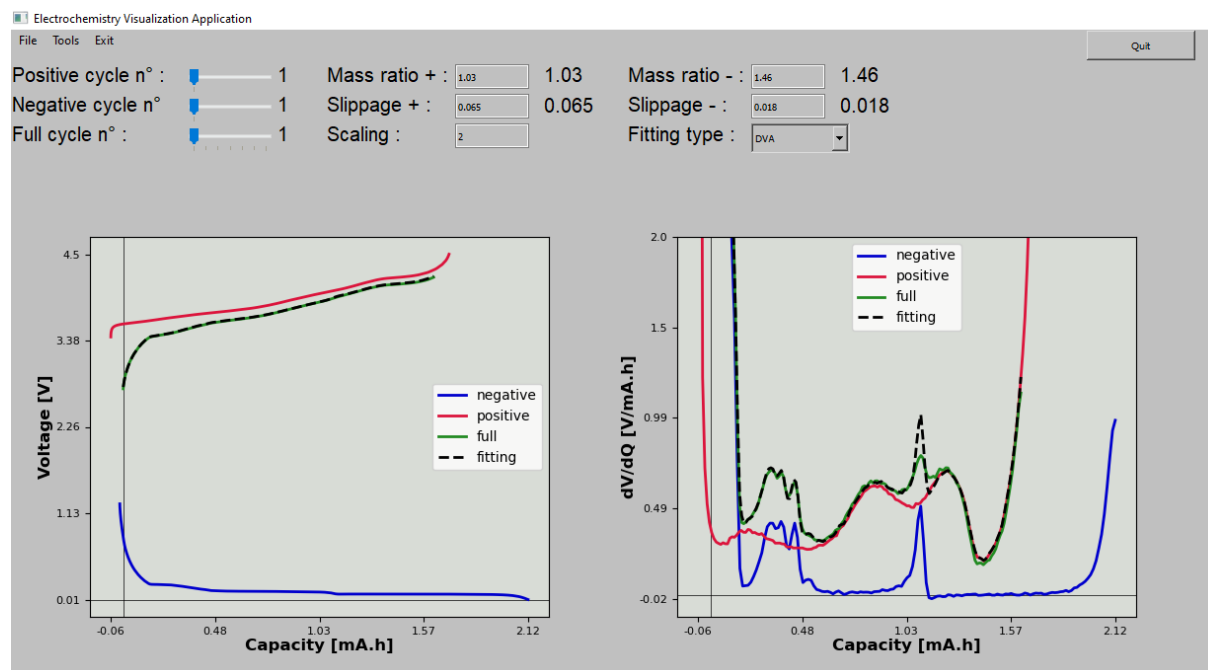 Electrochemistry Visualization Application
File Tools Exit
Quit
Positive cycle n° : 1 Mass ratio + : 1.03 1.03 Mass ratio - : 1.46 1.46
Negative cycle n° 1 Slippage + : 0.065 0.065 Slippage - : 0.018 0.018
Full cycle n° : 1 Scaling : 2 Fitting type : DVA
4.5
3.38
2.26
1.13
0.01
Voltage [V]
negative
positive
full
fitting
-0.06 0.48 1.03 1.57 2.12
Capacity [mA.h]
2.0
1.5
0.99
0.49
-0.02
dV/dQ [V/mA.h]
negative
positive
full
fitting
-0.06 0.48 1.03 1.57 2.12
Capacity [mA.h]